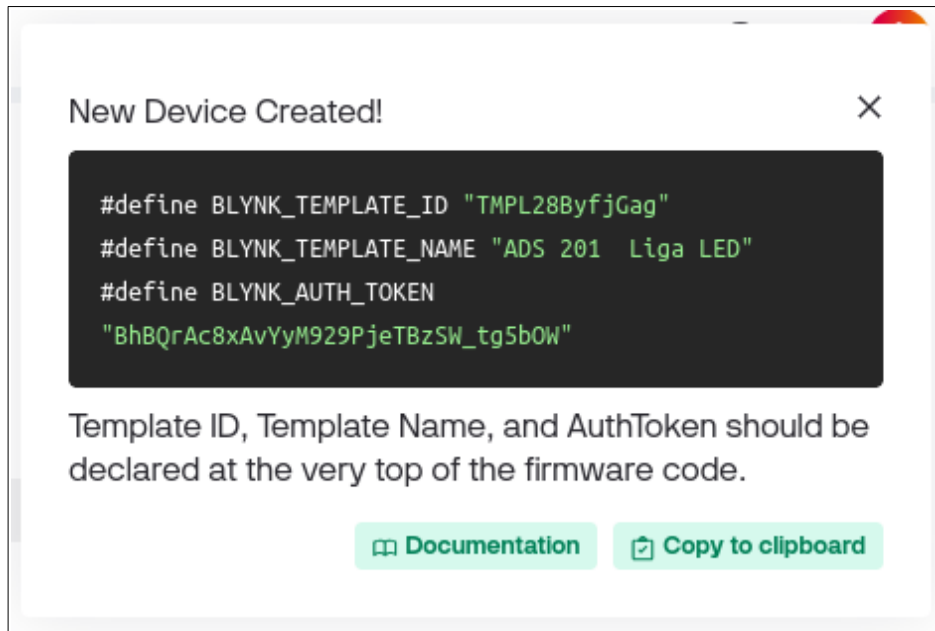 New Device Created!
#define BLYNK_TEMPLATE_ID "TMPL28ByfjGag"
#define BLYNK_TEMPLATE_NAME "ADS 201  Liga LED"
#define BLYNK_AUTH_TOKEN
"BhBQrAc8xAvYyM929PjeTBzSW_tg5bOW"
Template ID, Template Name, and AuthToken should be
declared at the very top of the firmware code.
Documentation
Copy to clipboard